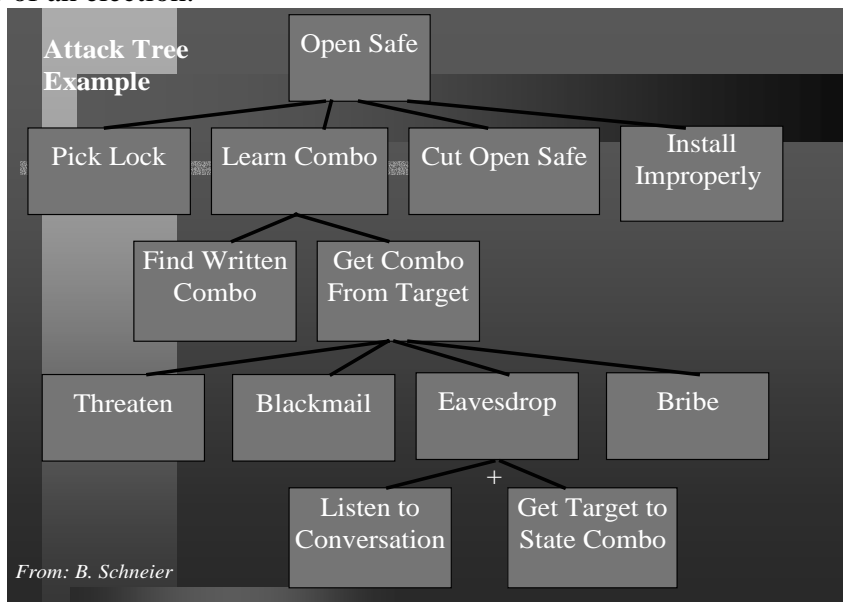 of an election.
Attack Tree
Example
Open Safe
Pick Lock
Learn Combo
Cut Open Safe
Install
Improperly
Find Written
Combo
Get Combo
From Target
Threaten
Blackmail
Eavesdrop
Bribe
+
Listen to
Conversation
Get Target to
State Combo
From: B. Schneier